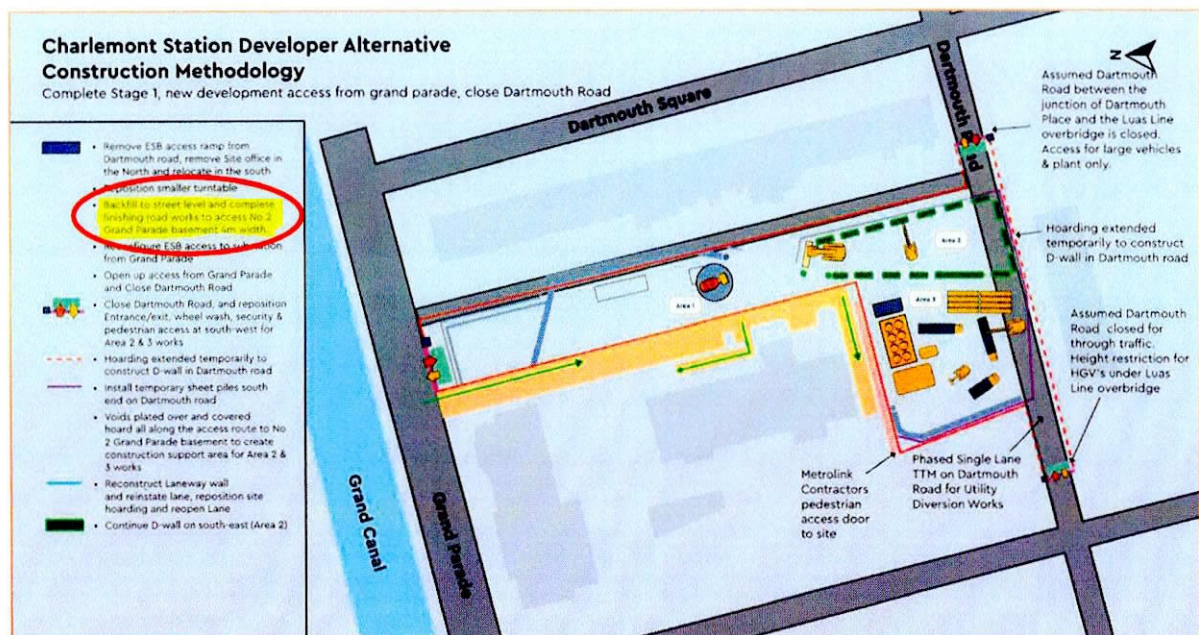 Charlemont Station Developer Alternative
Construction Methodology
Complete Stage 1, new development access from grand parade, close Dartmouth Road
• Remove ESB access ramp from
Dartmouth road, remove Site office in
the North and relocate in the south
• Reposition smaller turntable
• Backfill to street level and complete
finishing road works to access No.2
Grand Parade basement 4m width.
• Reconfigure ESB access to substation
from Grand Parade
• Open up access from Grand Parade
and Close Dartmouth Road
• Close Dartmouth Road, and reposition
Entrance/exit, wheel wash, security &
pedestrian access at south-west for
Area 2 & 3 works
• Hoarding extended temporarily to
construct D-wall in Dartmouth road
• Install temporary sheet piles south
end on Dartmouth road
• Voids plated over and covered
hoard all along the access route to No
2 Grand Parade basement to create
construction support area for Area 2 &
3 works
• Reconstruct Laneway wall
and reinstate lane, reposition site
hoarding and reopen Lane
• Continue D-wall on south-east (Area 2)
Grand Canal
Grand Parade
Dartmouth Square
Dartmouth
Area 1
Area 2
Area 3
N
Assumed Dartmouth
Road between the
junction of Dartmouth
Place and the Luas Line
overbridge is closed.
Access for large vehicles
& plant only.
Hoarding extended
temporarily to construct
D-wall in Dartmouth road
Assumed Dartmouth
Road closed for
through traffic.
Height restriction for
HGV's under Luas
Line overbridge
Metrolink
Contractors
pedestrian
access door
to site
Phased Single Lane
TTM on Dartmouth
Road for Utility
Diversion Works